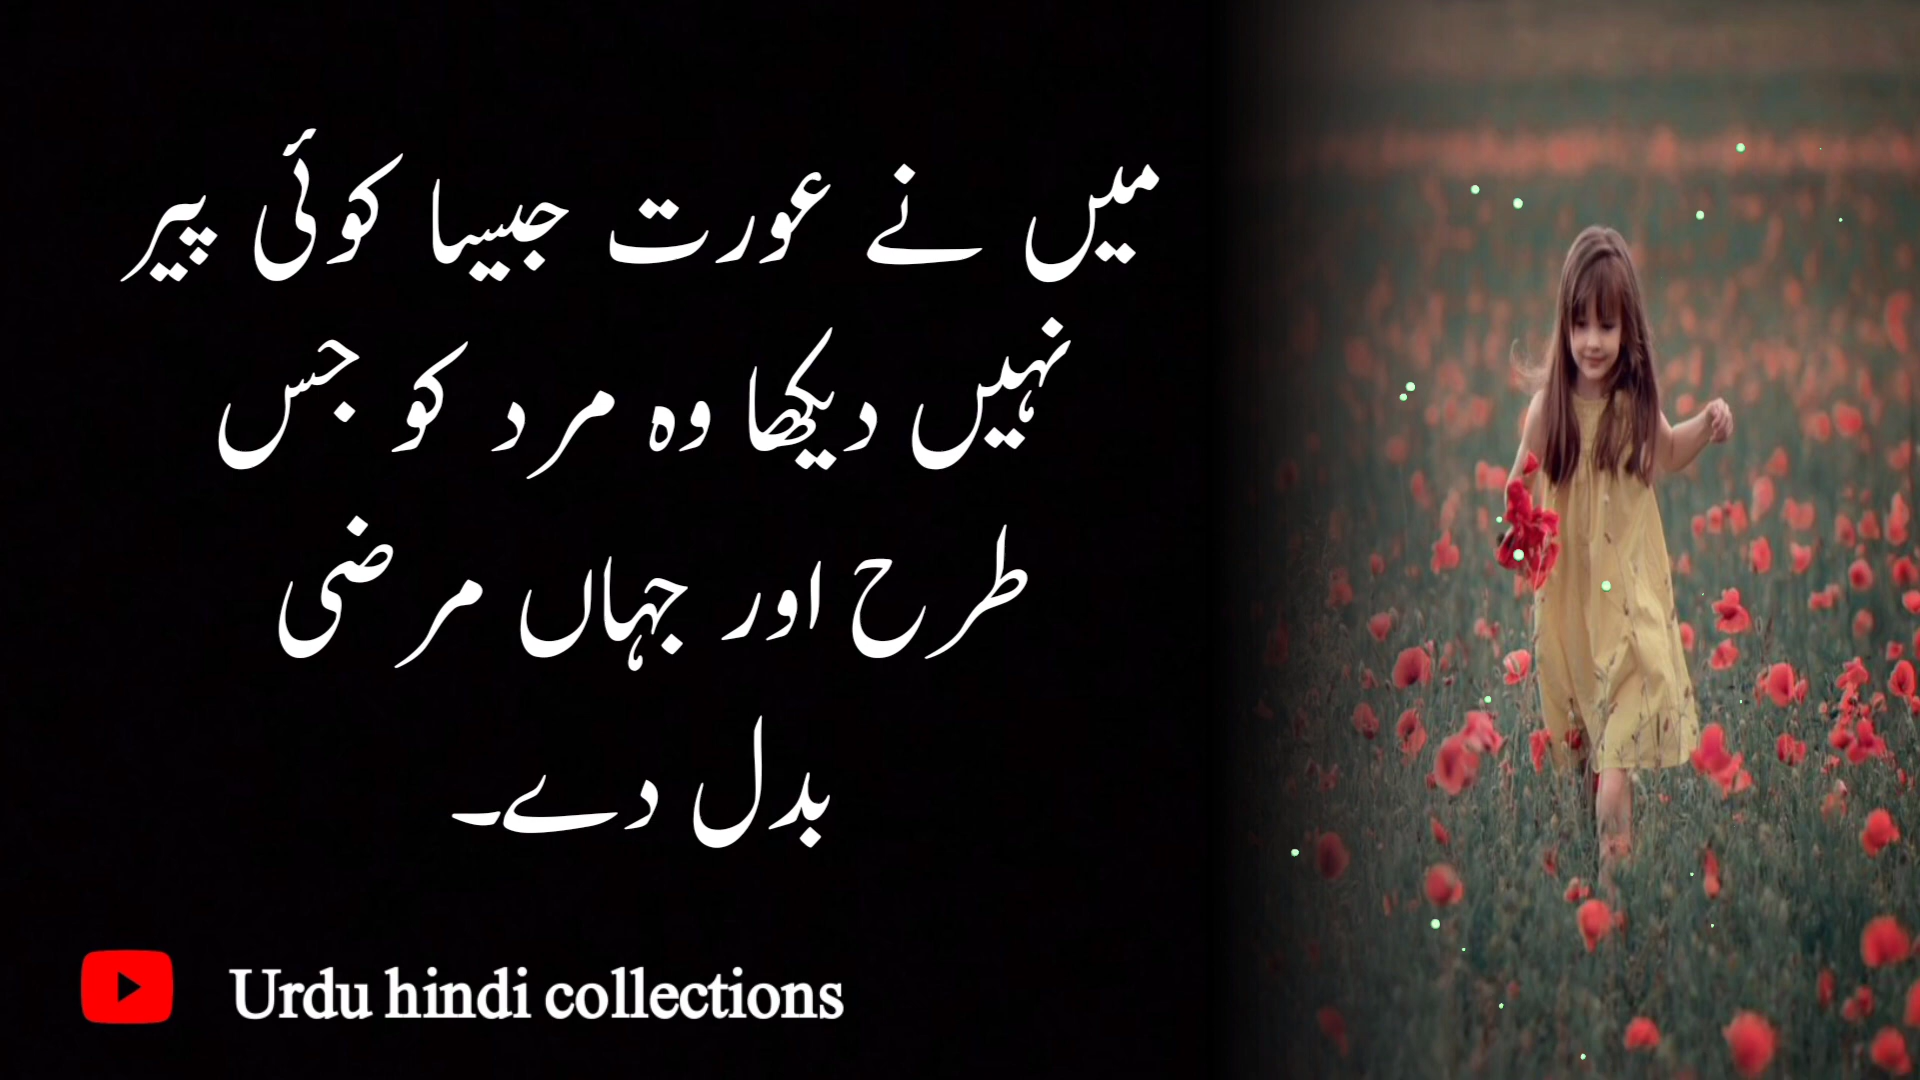 میں نے عورت جیسا کوئی پیر
نہیں دیکھا وہ مرد کو جس
طرح اور جہاں مرضی
بدل دے۔
Urdu hindi collections